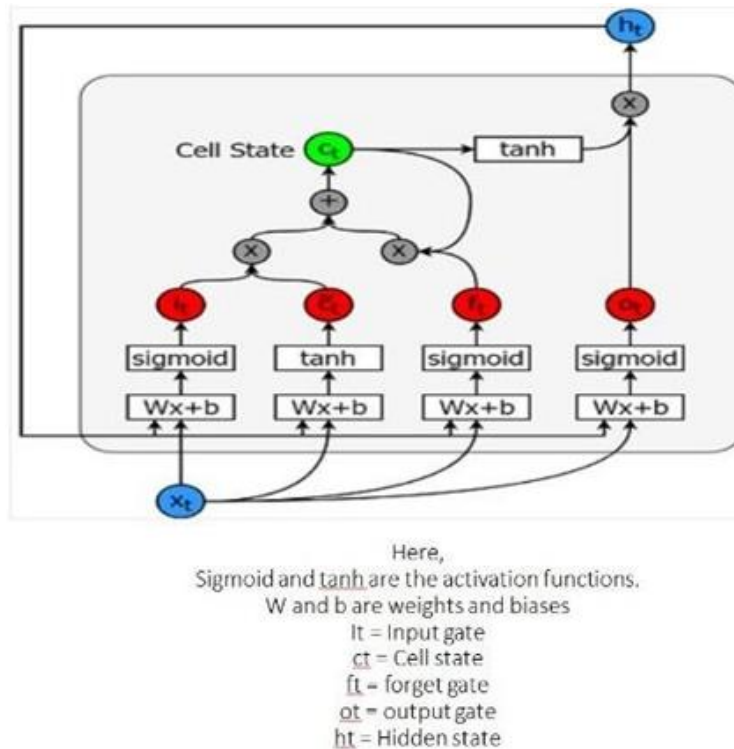 hₜ
×
Cell State cₜ tanh
+
× ×
iₜ c̃ₜ fₜ oₜ
sigmoid tanh sigmoid sigmoid
Wx+b Wx+b Wx+b Wx+b
xₜ
Here,
Sigmoid and tanh are the activation functions.
W and b are weights and biases
It = Input gate
ct = Cell state
ft = forget gate
ot = output gate
ht = Hidden state